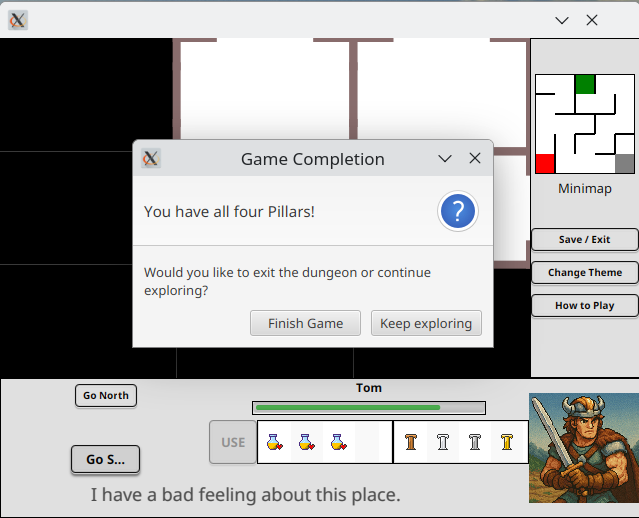 Game Completion
You have all four Pillars!
?
Would you like to exit the dungeon or continue
exploring?
Finish Game
Keep exploring
Minimap
Save / Exit
Change Theme
How to Play
Tom
Go North
USE
Go S...
I have a bad feeling about this place.